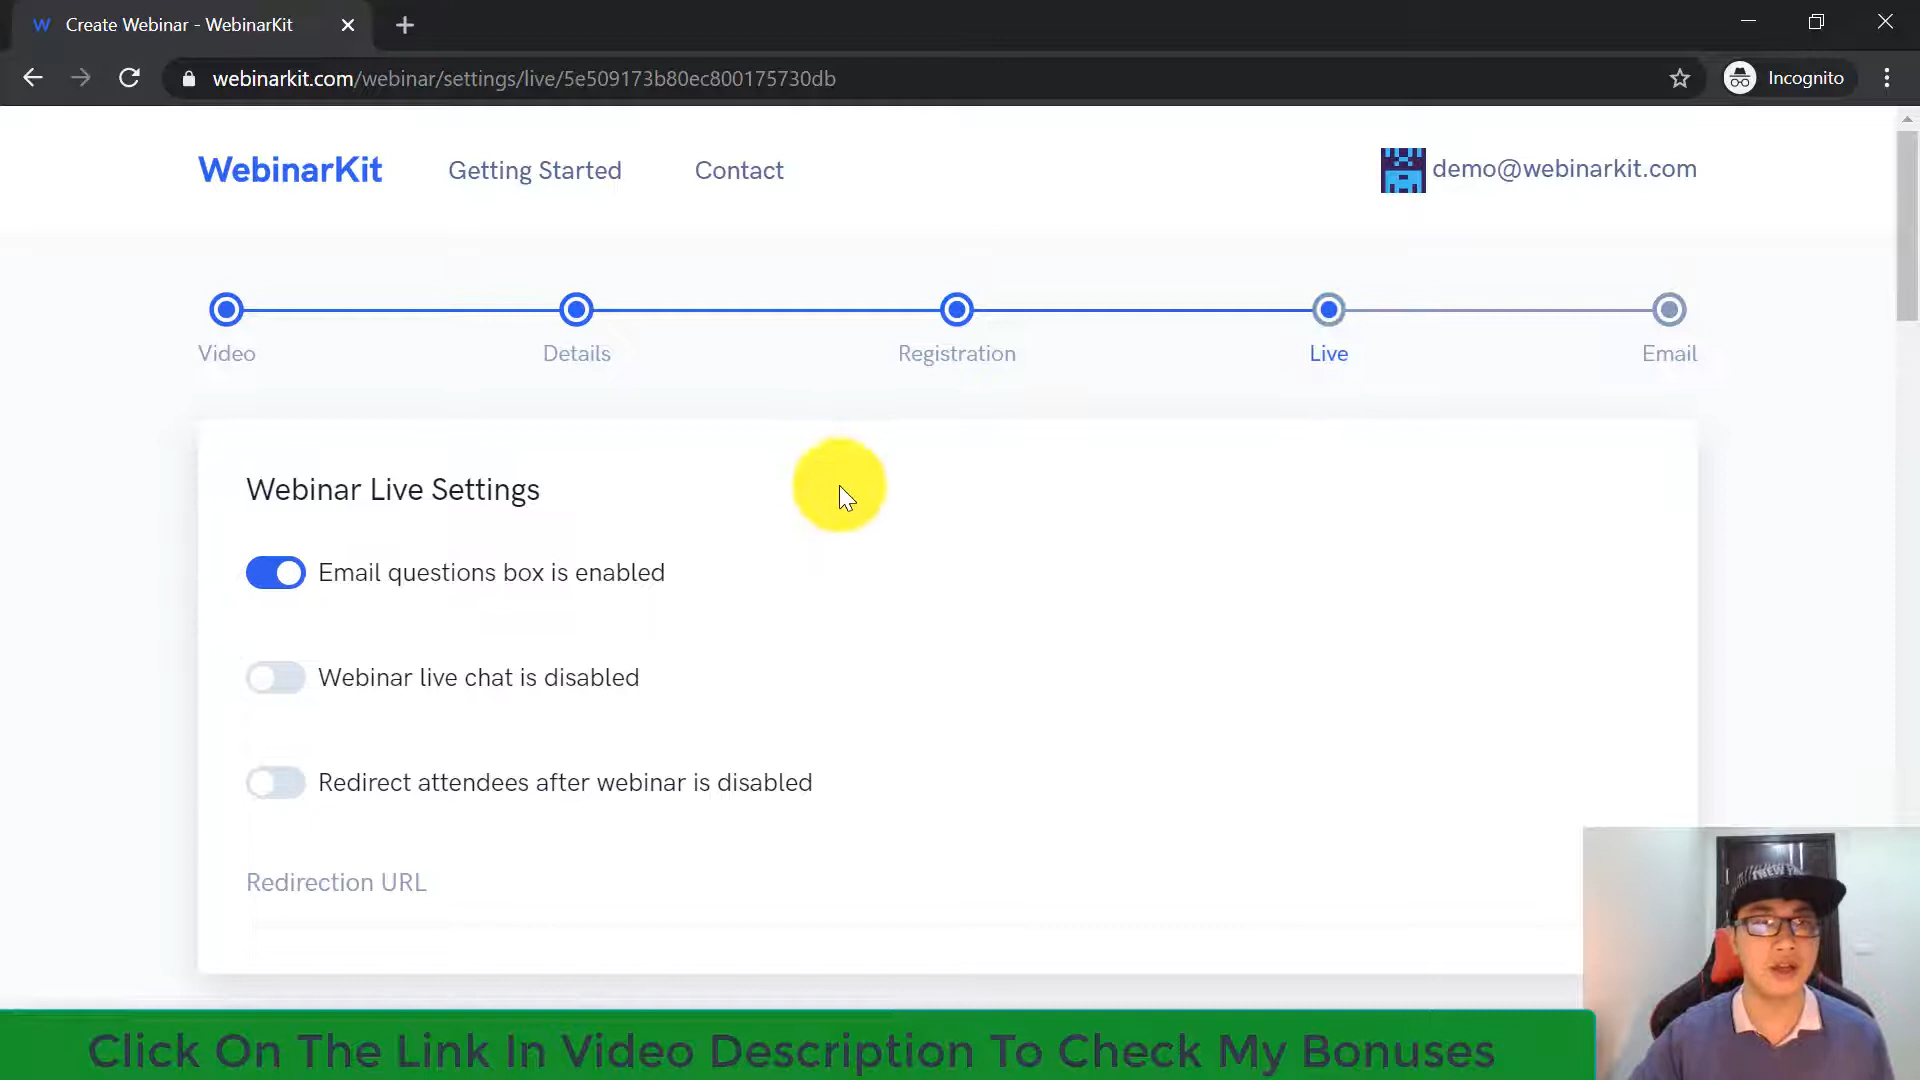 W Create Webinar - WebinarKit
webinarkit.com/webinar/settings/live/5e509173b80ec800175730db
Incognito
WebinarKit
Getting Started
Contact
demo@webinarkit.com
Video
Details
Registration
Live
Email
Webinar Live Settings
Email questions box is enabled
Webinar live chat is disabled
Redirect attendees after webinar is disabled
Redirection URL
Click On The Link In Video Description To Check My Bonuses